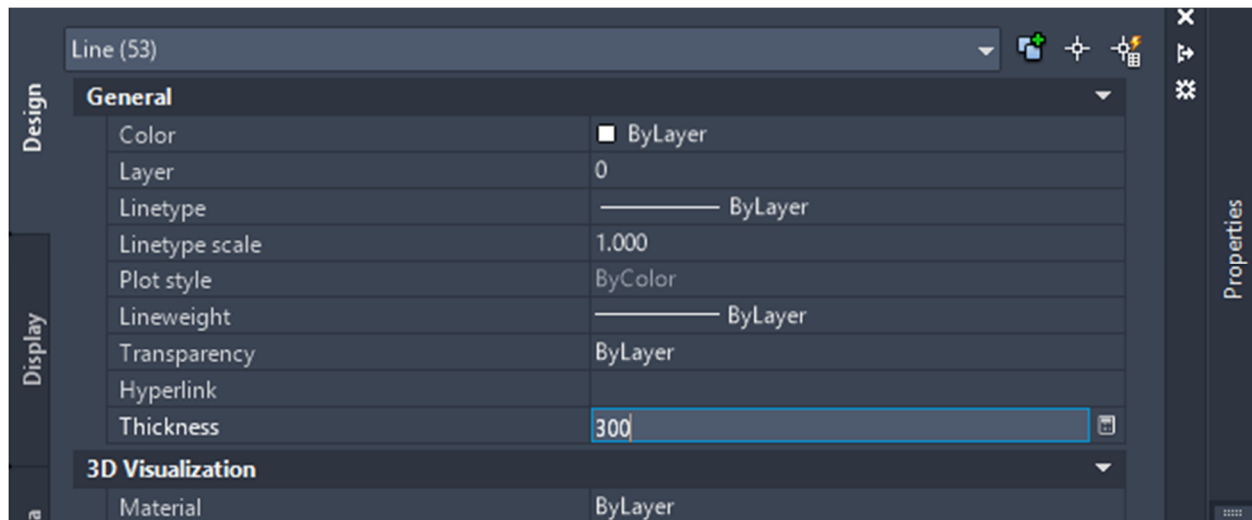 Line (53)
Design
General
Color ByLayer
Layer 0
Linetype ByLayer
Linetype scale 1.000
Plot style ByColor
Lineweight ByLayer
Transparency ByLayer
Hyperlink
Thickness 300
Display
3D Visualization
Material ByLayer
Properties